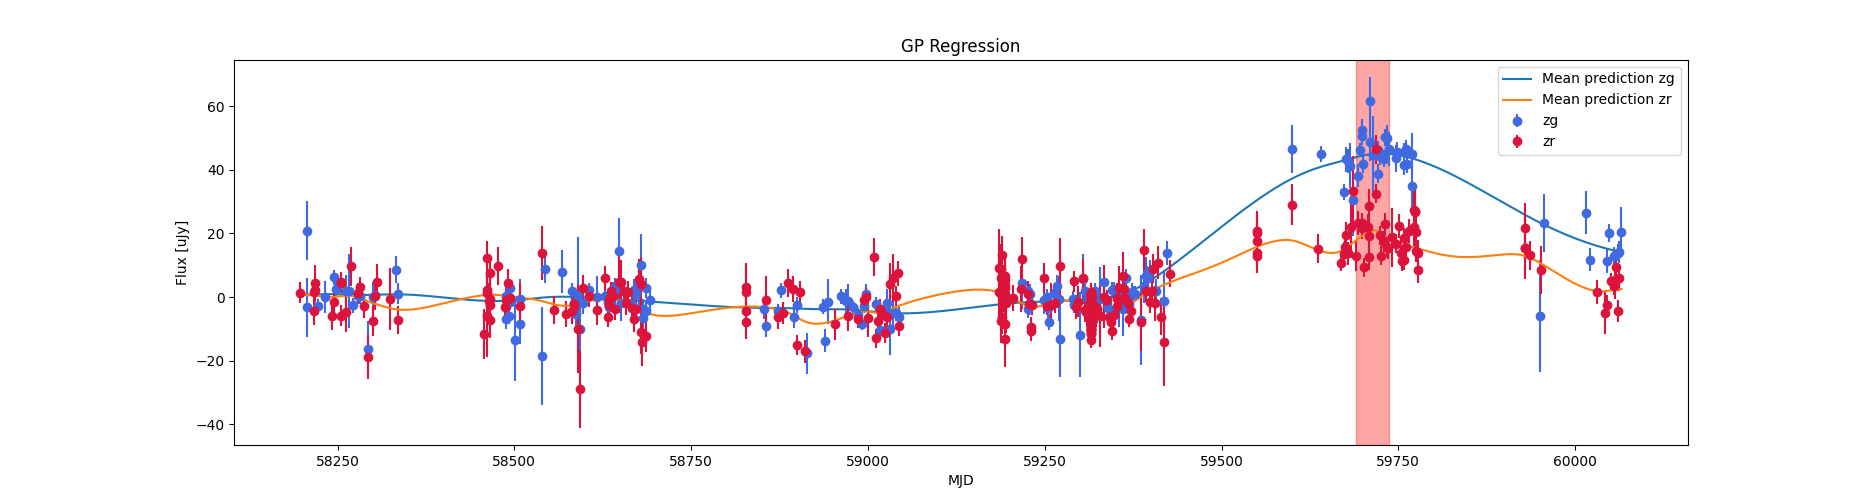 GP Regression
Flux [uJy]
60
40
20
0
−20
−40
Mean prediction zg
Mean prediction zr
zg
zr
58250 58500 58750 59000 59250 59500 59750 60000
MJD